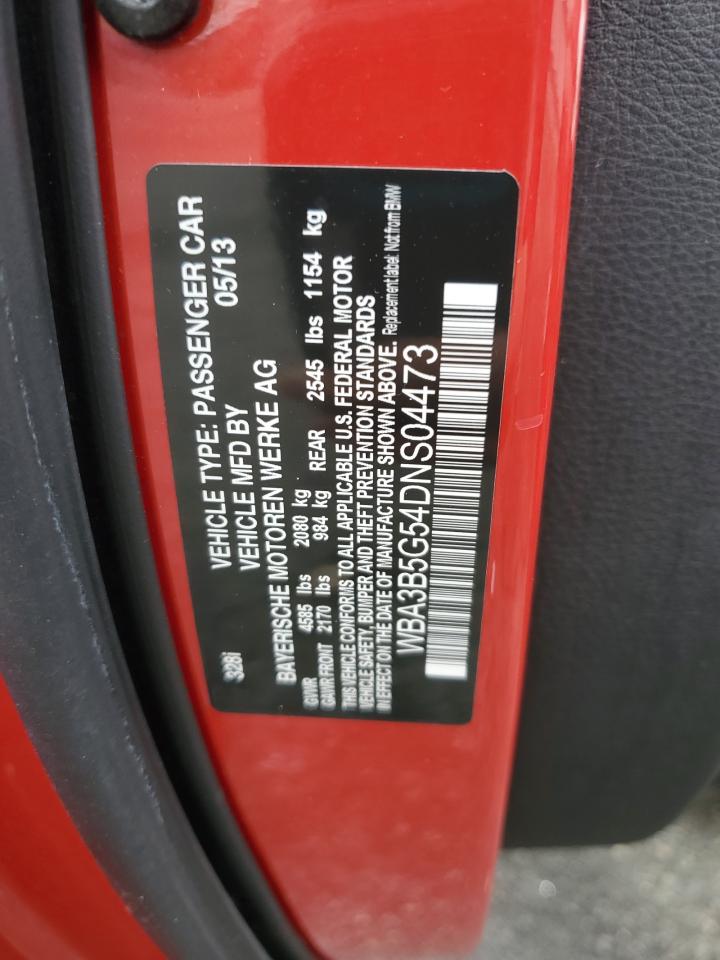 328i
VEHICLE TYPE: PASSENGER CAR
VEHICLE MFD BY 05/13
BAYERISCHE MOTOREN WERKE AG
GVWR 4585 lbs 2080 kg
GAWR FRONT 2170 lbs 984 kg REAR 2545 lbs 1154 kg
THIS VEHICLE CONFORMS TO ALL APPLICABLE U.S. FEDERAL MOTOR
VEHICLE SAFETY, BUMPER AND THEFT PREVENTION STANDARDS
IN EFFECT ON THE DATE OF MANUFACTURE SHOWN ABOVE. Replacement label: Not from BMW
WBA3B5G54DNS04473